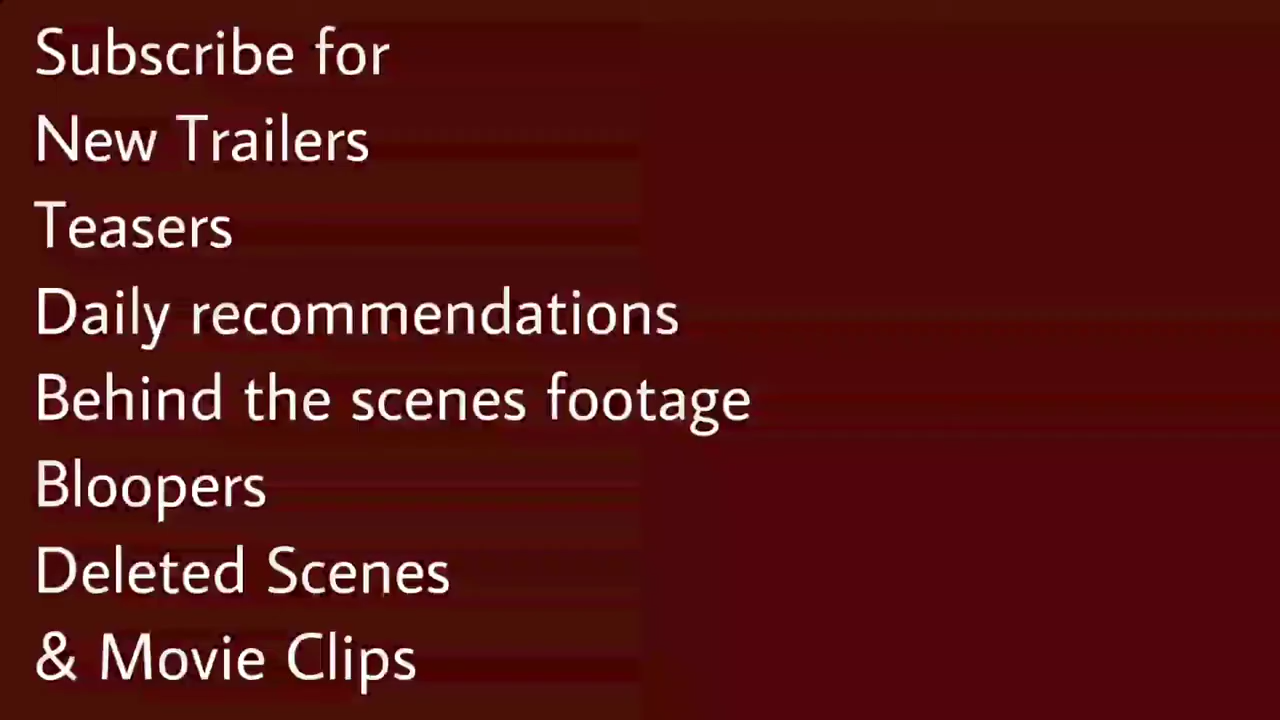 Subscribe for
New Trailers
Teasers
Daily recommendations
Behind the scenes footage
Bloopers
Deleted Scenes
& Movie Clips